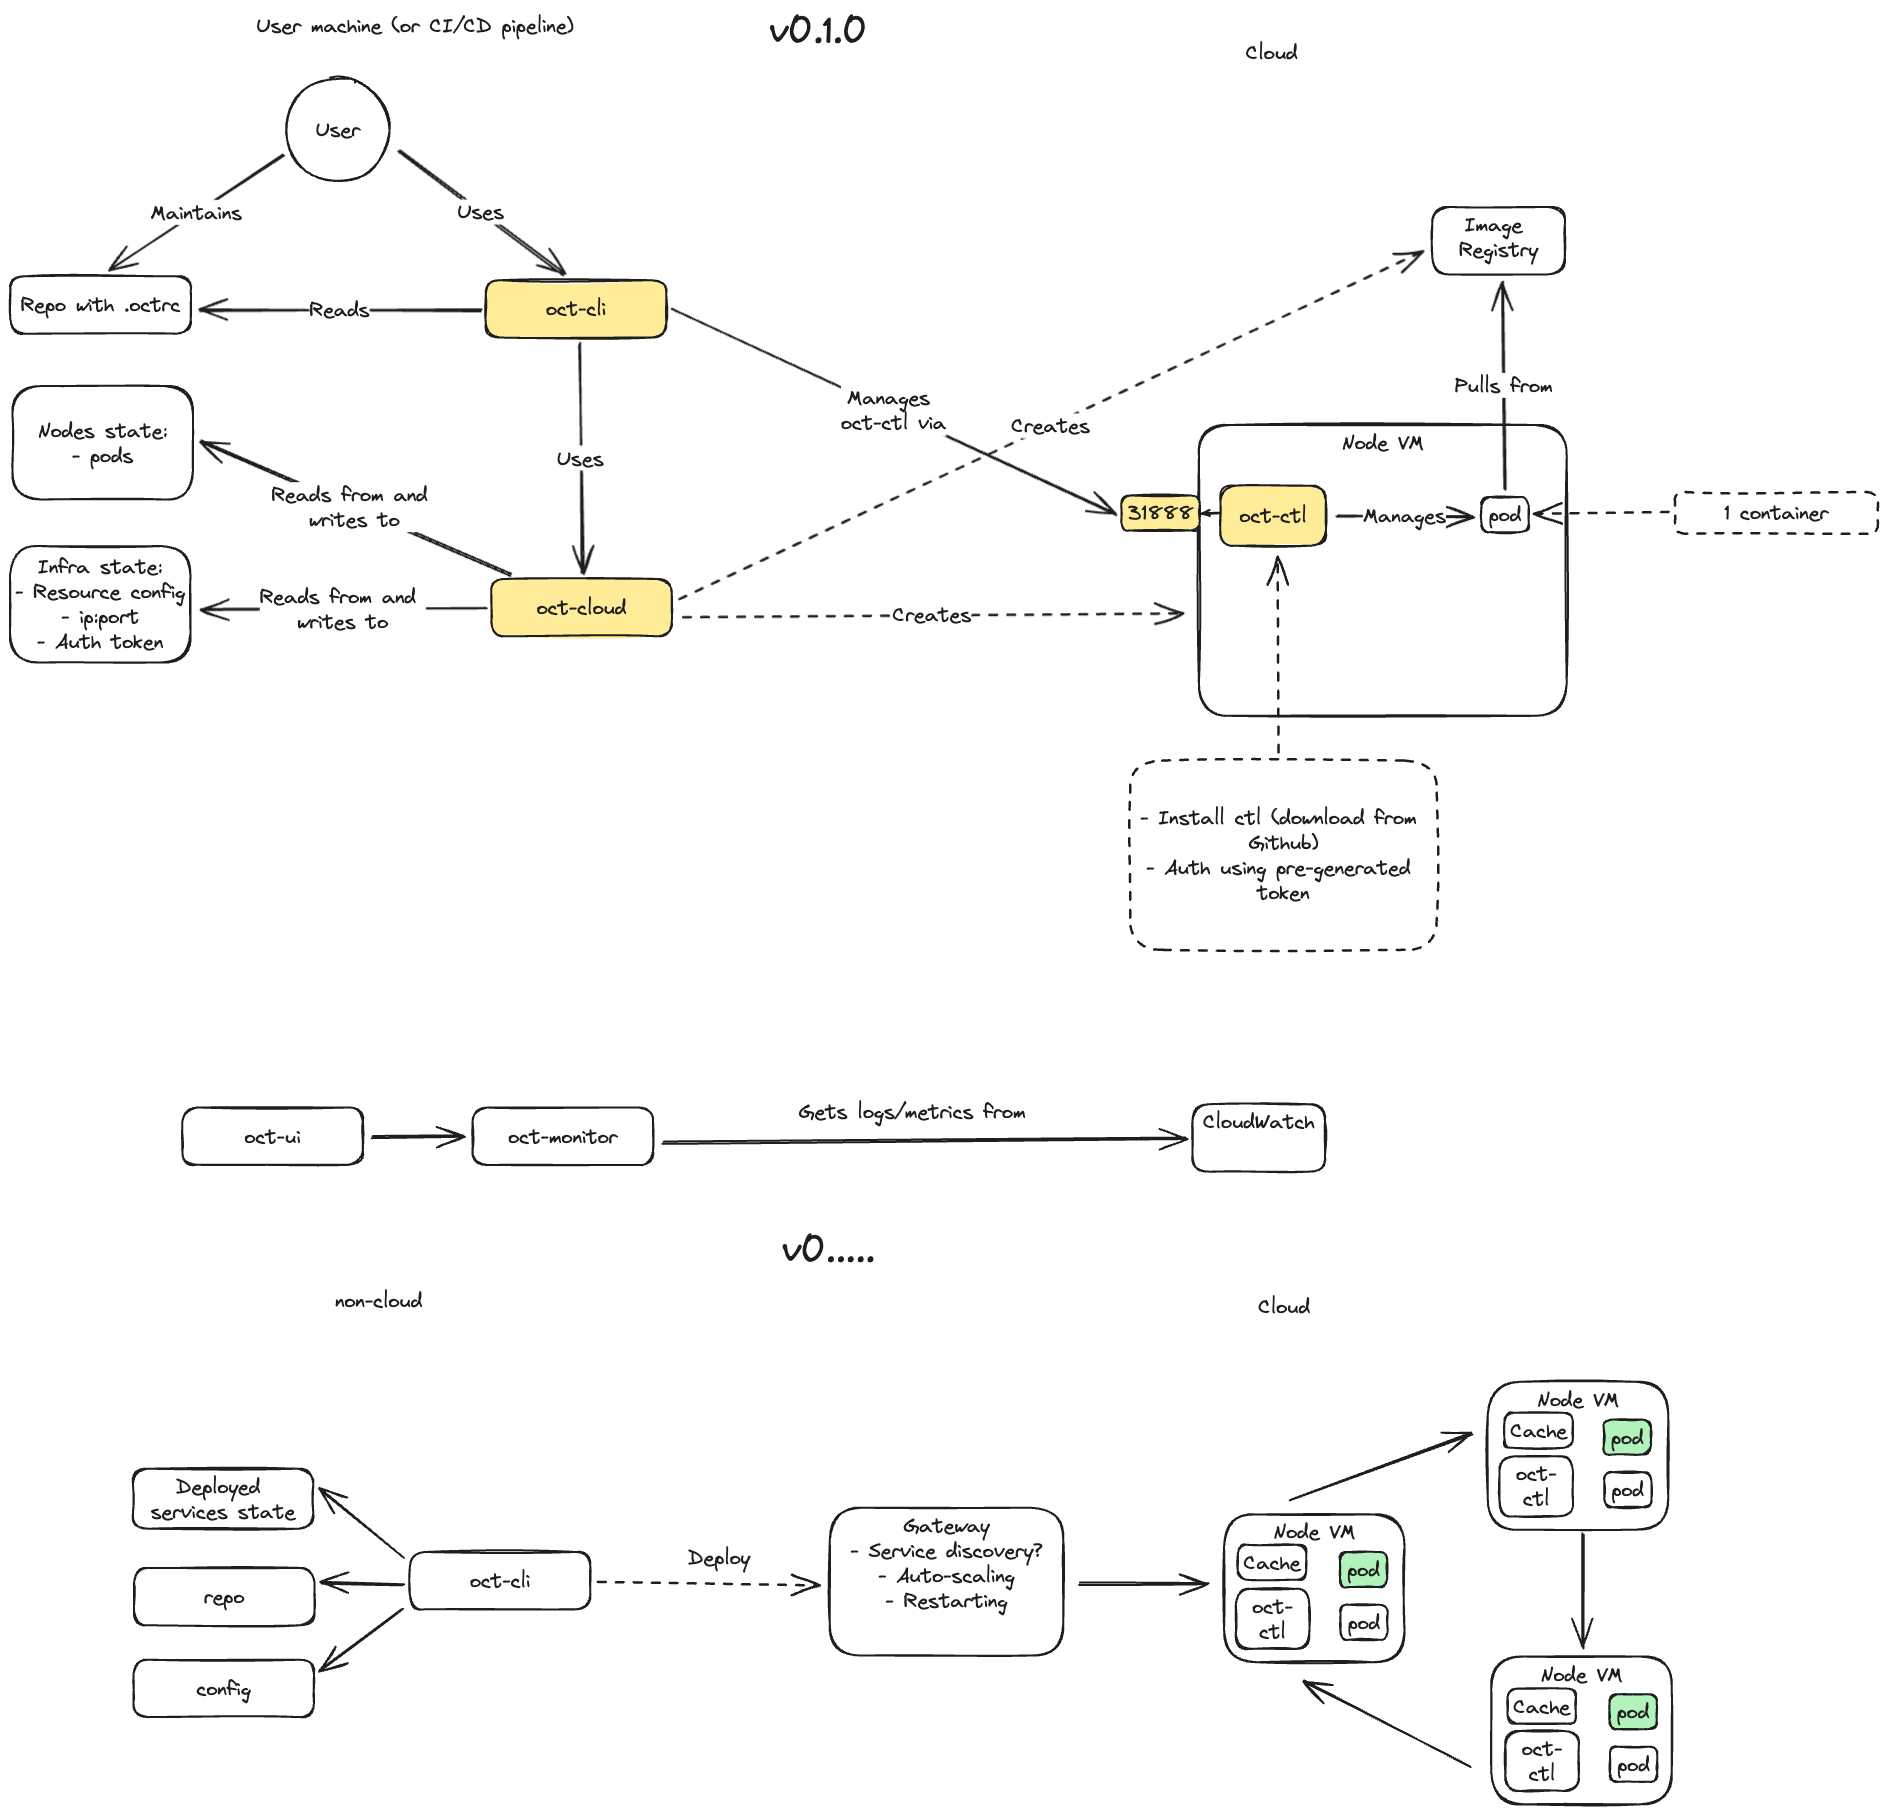 User machine (or CI/CD pipeline)
v0.1.0
Cloud
User
Maintains
Uses
Image
Registry
Repo with .octrc
Reads
oct-cli
Pulls from
Manages
oct-ctl via
Creates
Nodes state:
- pods
Uses
Node VM
Reads from and
writes to
31888
oct-ctl
Manages
pod
1 container
Infra state:
- Resource config
- ip:port
- Auth token
Reads from and
writes to
oct-cloud
Creates
- Install ctl (download from
Github)
- Auth using pre-generated
token
oct-ui
oct-monitor
Gets logs/metrics from
CloudWatch
v0.....
non-cloud
Cloud
Node VM
Cache
pod
oct-
ctl
pod
Deployed
services state
repo
config
oct-cli
Deploy
Gateway
- Service discovery?
- Auto-scaling
- Restarting
Node VM
Cache
pod
oct-
ctl
pod
Node VM
Cache
pod
oct-
ctl
pod